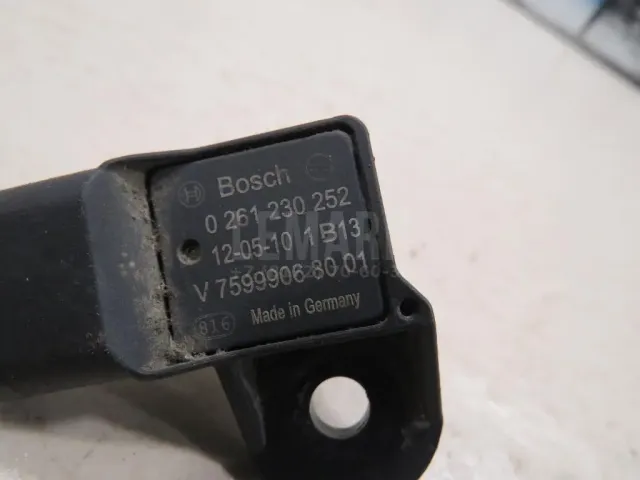 Bosch
0 261 230 252
12-05-10 1 B13
V 7599906-80 01
816 Made in Germany